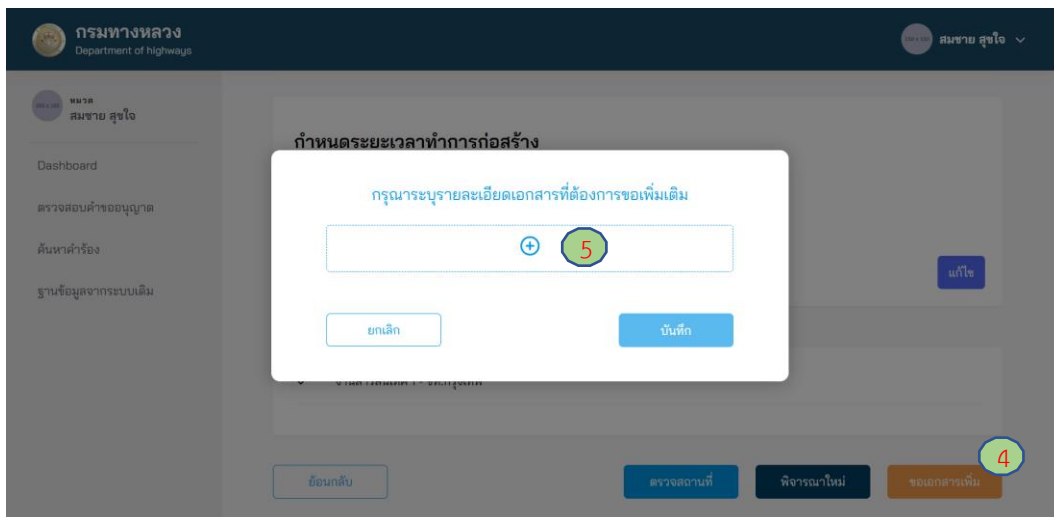 กรมทางหลวง
Department of highways
สมชาย สุขใจ
หมวด
สมชาย สุขใจ
Dashboard
ตรวจสอบคำขออนุญาต
ค้นหาคำร้อง
ฐานข้อมูลจากระบบเดิม
กำหนดระยะเวลาทำการก่อสร้าง
กรุณาระบุรายละเอียดเอกสารที่ต้องการขอเพิ่มเติม
5
แก้ไข
ยกเลิก
บันทึก
4
ย้อนกลับ
ตรวจสถานที่
พิจารณาใหม่
ขอเอกสารเพิ่ม